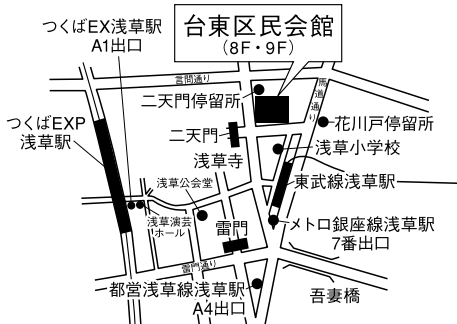 台東区民会館
(8F・9F)
つくばEX浅草駅
A1出口
言問通り
馬道通り
二天門停留所
つくばEXP
浅草駅
花川戸停留所
二天門
浅草小学校
浅草寺
東武線浅草駅
浅草公会堂
浅草演芸
ホール
雷門
メトロ銀座線浅草駅
7番出口
雷門通り
都営浅草線浅草駅
A4出口
吾妻橋